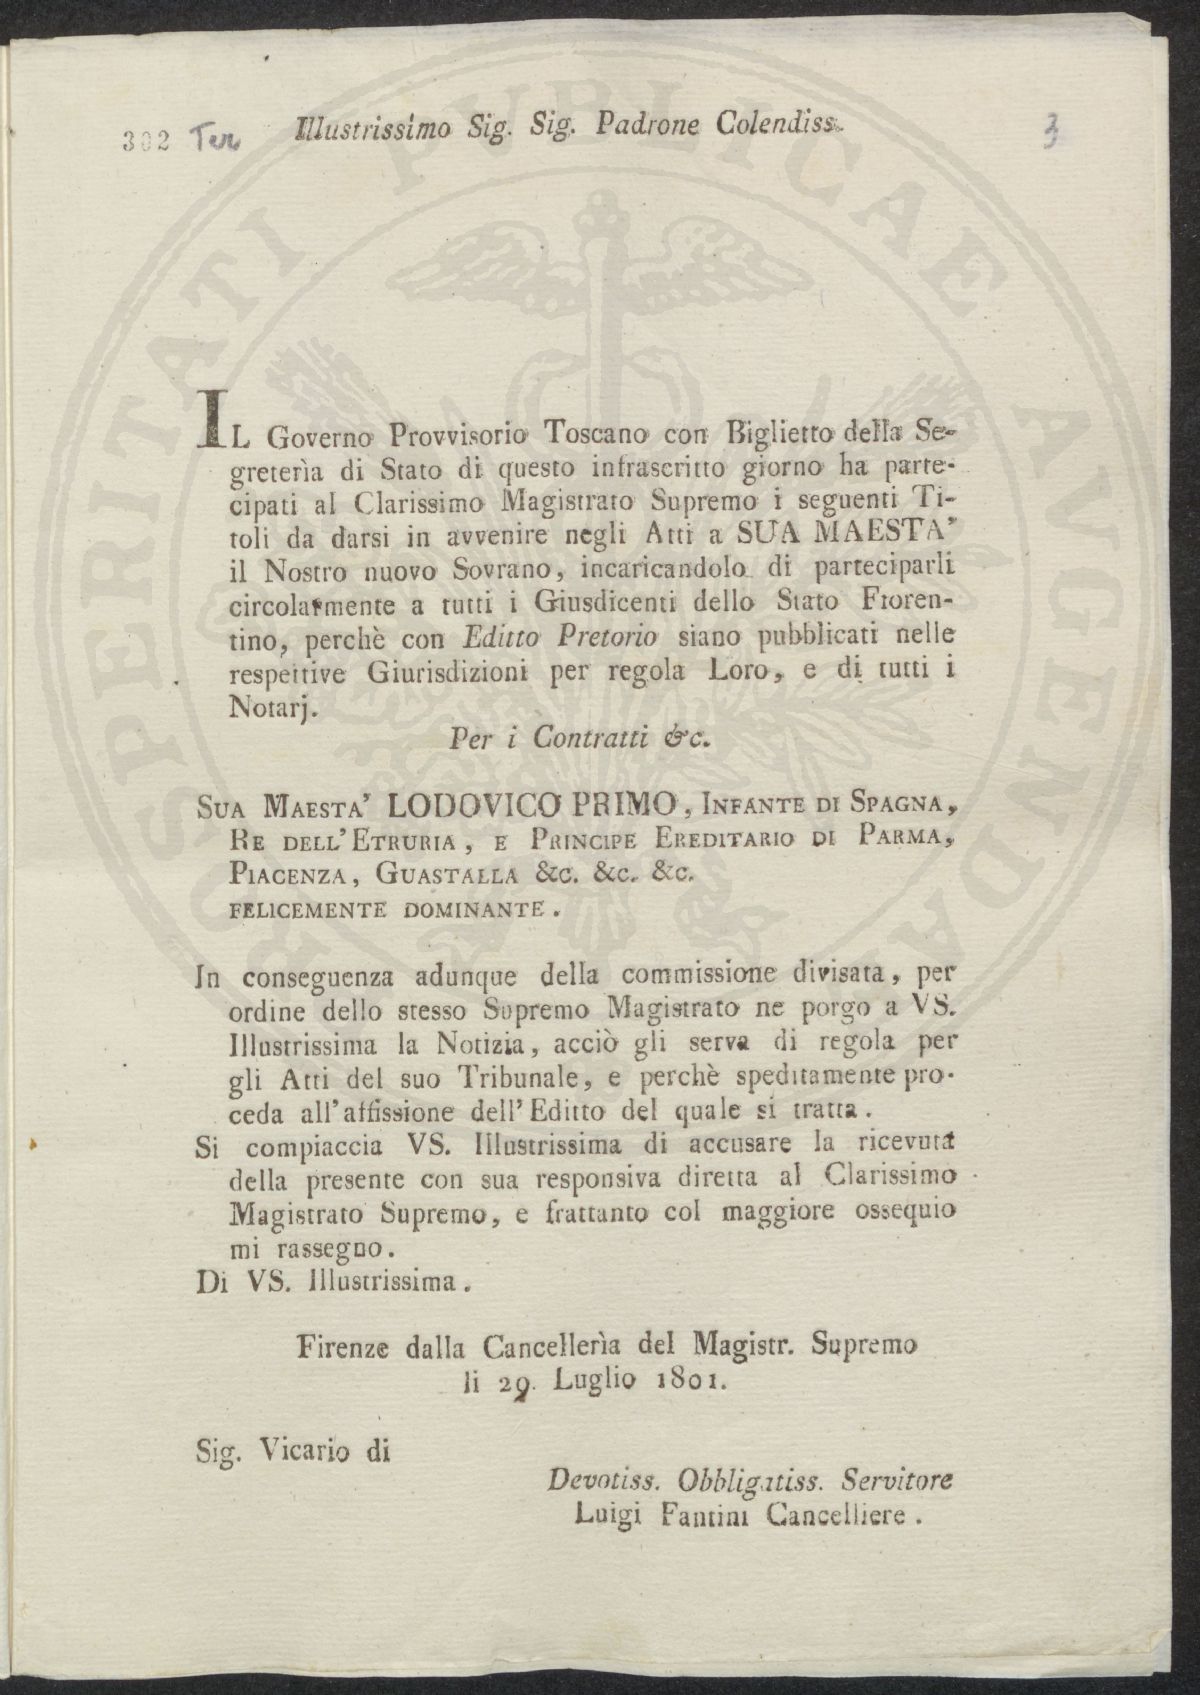 302 Ter
Illustrissimo Sig. Sig. Padrone Colendiss.
3
IL Governo Provvisorio Toscano con Biglietto della Se-
greterìa di Stato di questo infrascritto giorno ha parte-
cipati al Clarissimo Magistrato Supremo i seguenti Ti-
toli da darsi in avvenire negli Atti a SUA MAESTA'
il Nostro nuovo Sovrano, incaricandolo di parteciparli
circolarmente a tutti i Giusdicenti dello Stato Fioren-
tino, perchè con Editto Pretorio siano pubblicati nelle
respettive Giurisdizioni per regola Loro, e di tutti i
Notarj.
Per i Contratti &c.
SUA MAESTA' LODOVICO PRIMO, INFANTE DI SPAGNA,
RE DELL'ETRURIA, E PRINCIPE EREDITARIO DI PARMA,
PIACENZA, GUASTALLA &c. &c. &c.
FELICEMENTE DOMINANTE.
In conseguenza adunque della commissione divisata, per
ordine dello stesso Supremo Magistrato ne porgo a VS.
Illustrissima la Notizia, acciò gli serva di regola per
gli Atti del suo Tribunale, e perchè speditamente pro-
ceda all'affissione dell'Editto del quale si tratta.
Si compiaccia VS. Illustrissima di accusare la ricevuta
della presente con sua responsiva diretta al Clarissimo
Magistrato Supremo, e frattanto col maggiore ossequio
mi rassegno.
Di VS. Illustrissima.
Firenze dalla Cancellerìa del Magistr. Supremo
li 29. Luglio 1801.
Sig. Vicario di
Devotiss. Obbligatiss. Servitore
Luigi Fantini Cancelliere.
PROSPERITATI PUBLICAE AVGENDAE